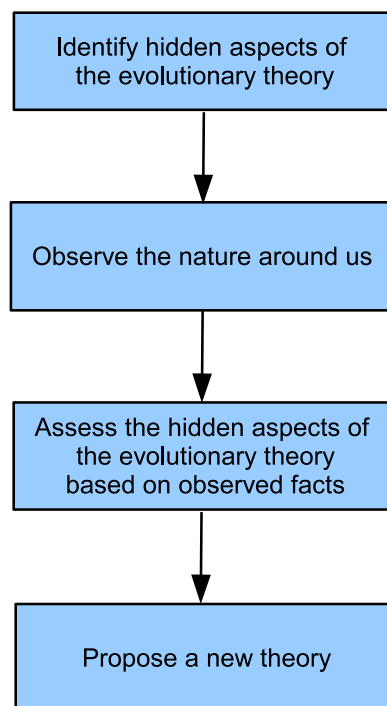 Identify hidden aspects of
the evolutionary theory
Observe the nature around us
Assess the hidden aspects of
the evolutionary theory
based on observed facts
Propose a new theory